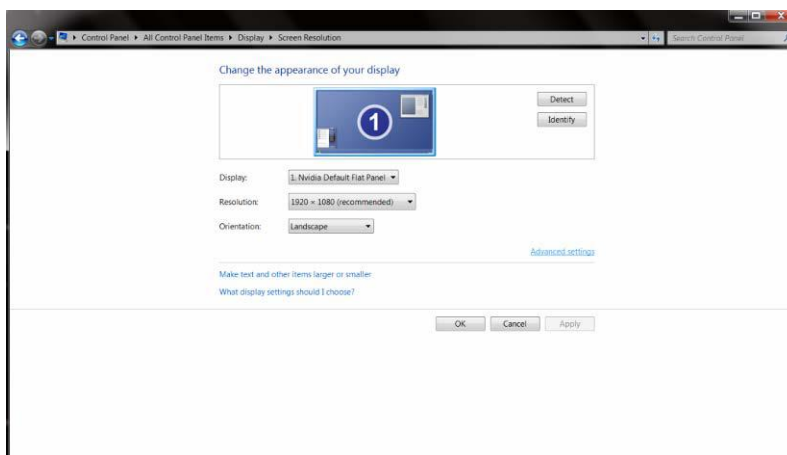 Control Panel ▸ All Control Panel Items ▸ Display ▸ Screen Resolution
Search Control Panel
Change the appearance of your display
1
Detect
Identify
Display: 1. Nvidia Default Flat Panel
Resolution: 1920 × 1080 (recommended)
Orientation: Landscape
Advanced settings
Make text and other items larger or smaller
What display settings should I choose?
OK Cancel Apply